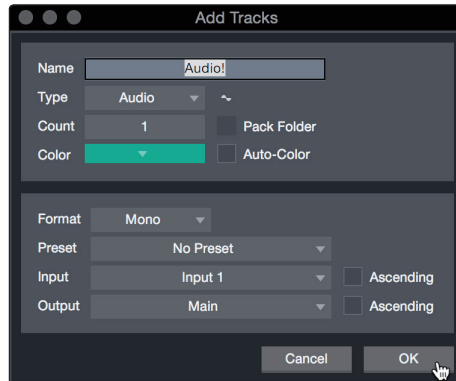 Add Tracks
Name Audio!
Type Audio
Count 1 Pack Folder
Color Auto-Color
Format Mono
Preset No Preset
Input Input 1 Ascending
Output Main Ascending
Cancel OK